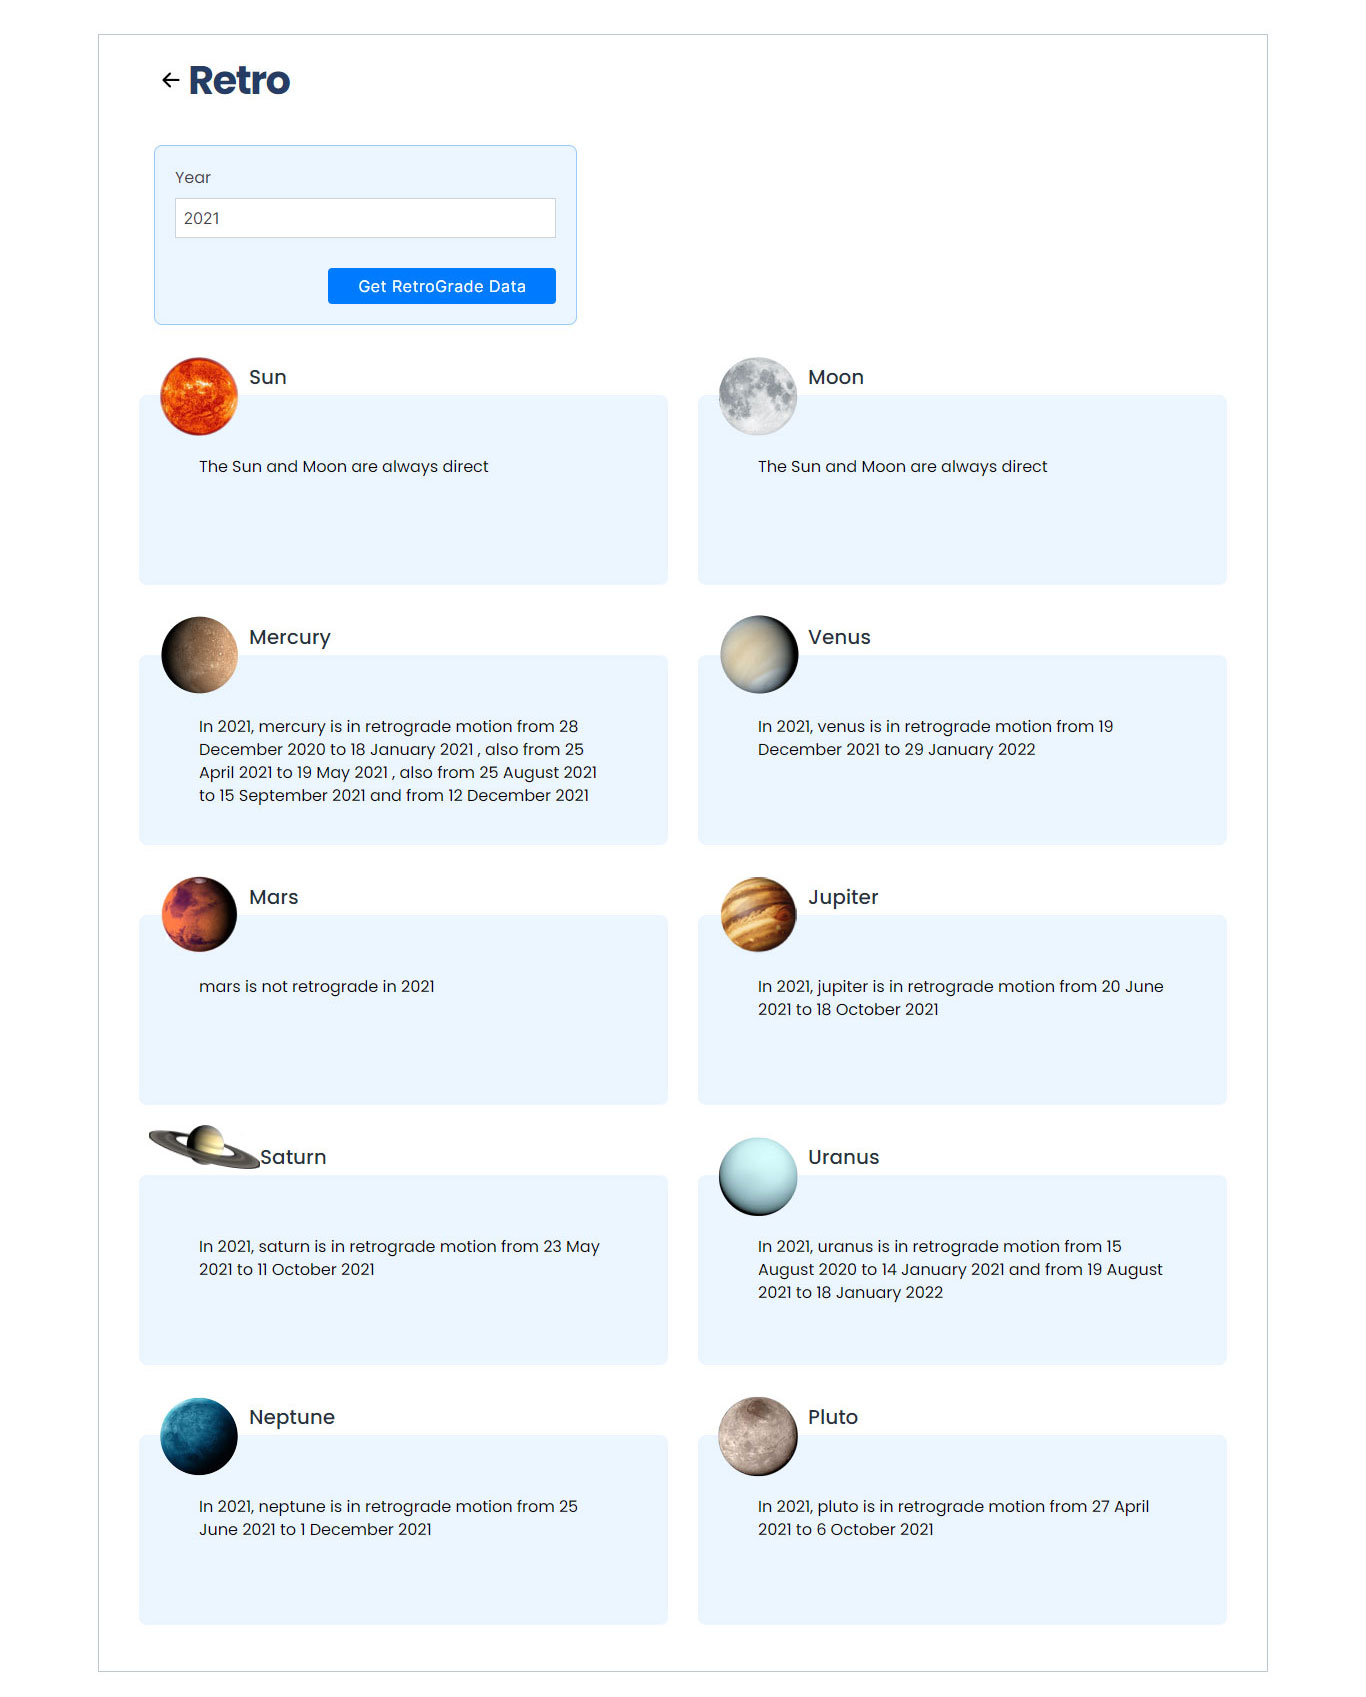 ← Retro
Year
2021
Get RetroGrade Data
Sun
The Sun and Moon are always direct
Moon
The Sun and Moon are always direct
Mercury
In 2021, mercury is in retrograde motion from 28
December 2020 to 18 January 2021 , also from 25
April 2021 to 19 May 2021 , also from 25 August 2021
to 15 September 2021 and from 12 December 2021
Venus
In 2021, venus is in retrograde motion from 19
December 2021 to 29 January 2022
Mars
mars is not retrograde in 2021
Jupiter
In 2021, jupiter is in retrograde motion from 20 June
2021 to 18 October 2021
Saturn
In 2021, saturn is in retrograde motion from 23 May
2021 to 11 October 2021
Uranus
In 2021, uranus is in retrograde motion from 15
August 2020 to 14 January 2021 and from 19 August
2021 to 18 January 2022
Neptune
In 2021, neptune is in retrograde motion from 25
June 2021 to 1 December 2021
Pluto
In 2021, pluto is in retrograde motion from 27 April
2021 to 6 October 2021